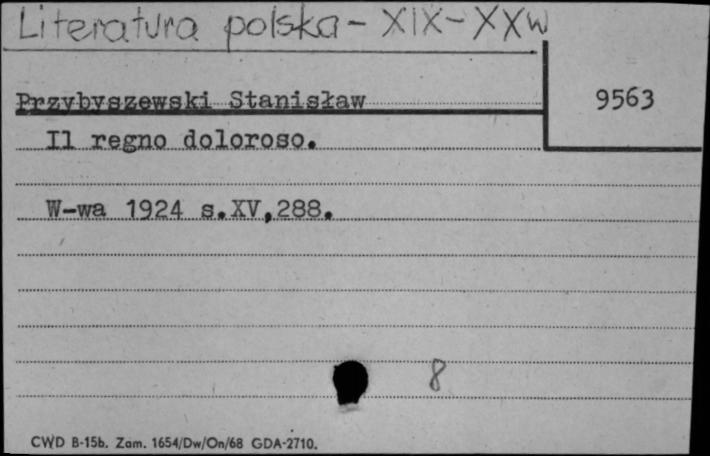 Literatura polska - XIX-XXw
Przybyszewski Stanisław
9563
Il regno doloroso.
W-wa 1924 s.XV,288.
8
CWD B-15b. Zam. 1654/Dw/On/68 GDA-2710.